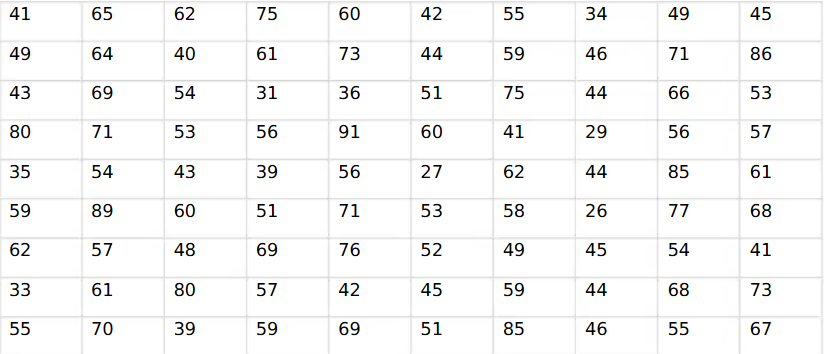 41 65 62 75 60 42 55 34 49 45
49 64 40 61 73 44 59 46 71 86
43 69 54 31 36 51 75 44 66 53
80 71 53 56 91 60 41 29 56 57
35 54 43 39 56 27 62 44 85 61
59 89 60 51 71 53 58 26 77 68
62 57 48 69 76 52 49 45 54 41
33 61 80 57 42 45 59 44 68 73
55 70 39 59 69 51 85 46 55 67